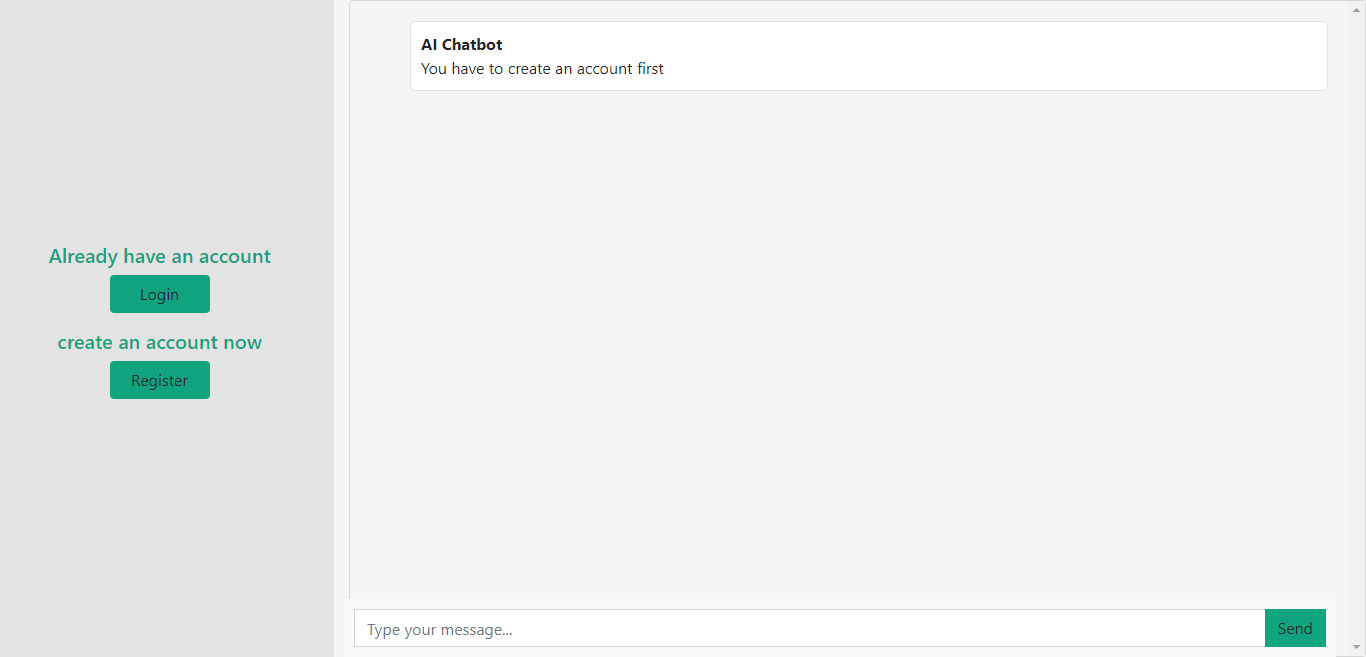 Already have an account
Login
create an account now
Register
AI Chatbot
You have to create an account first
Type your message...
Send